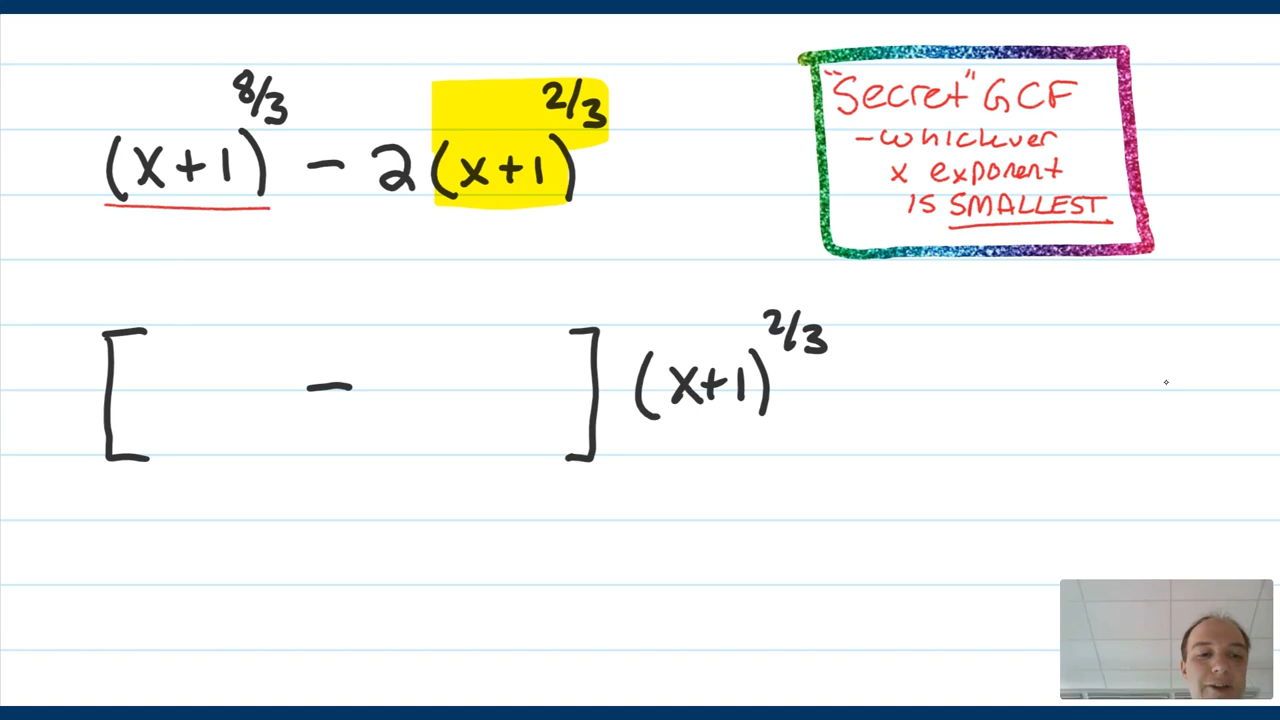 (x+1)^8/3 - 2(x+1)^2/3
"Secret" GCF
- whichever
x exponent
is SMALLEST
[ - ] (x+1)^2/3